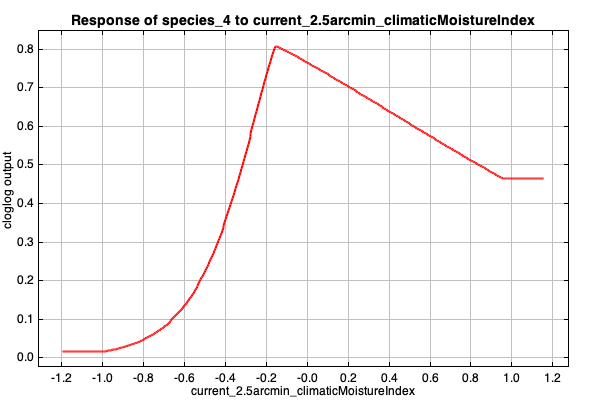 Response of species_4 to current_2.5arcmin_climaticMoistureIndex
cloglog output
0.8
0.7
0.6
0.5
0.4
0.3
0.2
0.1
0.0
-1.2 -1.0 -0.8 -0.6 -0.4 -0.2 -0.0 0.2 0.4 0.6 0.8 1.0 1.2
current_2.5arcmin_climaticMoistureIndex